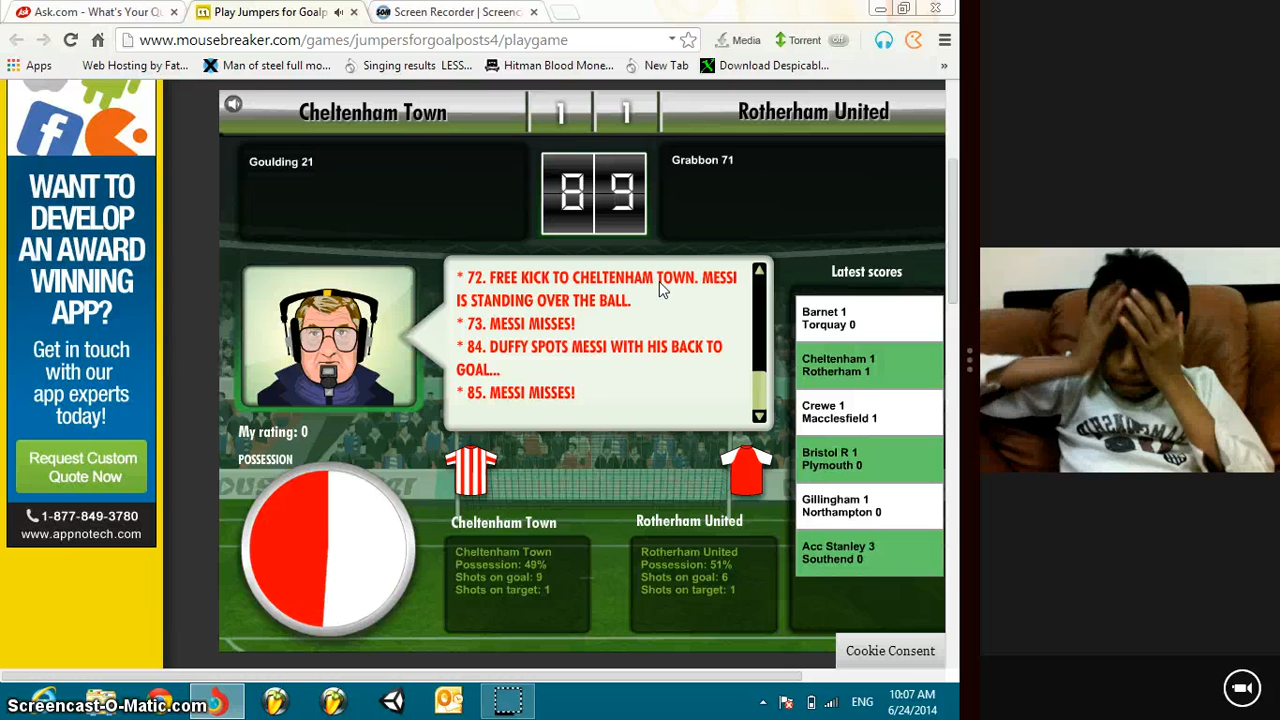 Ask.com - What's Your Qu
Play Jumpers for Goalp
Screen Recorder | Screenc
www.mousebreaker.com/games/jumpersforgoalposts4/playgame
Media
Torrent
Apps
Web Hosting by Fat...
Man of steel full mo...
Singing results LESS...
Hitman Blood Mone...
New Tab
Download Despicabl...
»
WANT TO
DEVELOP
AN AWARD
WINNING
APP?
Get in touch
with our
app experts
today!
Request Custom
Quote Now
1-877-849-3780
www.appnotech.com
Cheltenham Town
1
1
Rotherham United
Goulding 21
89
Grabbon 71
* 72. FREE KICK TO CHELTENHAM TOWN. MESSI
IS STANDING OVER THE BALL.
* 73. MESSI MISSES!
* 84. DUFFY SPOTS MESSI WITH HIS BACK TO
GOAL...
* 85. MESSI MISSES!
My rating: 0
POSSESSION
Cheltenham Town
Cheltenham Town
Possession: 49%
Shots on goal: 9
Shots on target: 1
Rotherham United
Rotherham United
Possession: 51%
Shots on goal: 6
Shots on target: 1
Latest scores
Barnet 1
Torquay 0
Cheltenham 1
Rotherham 1
Crewe 1
Macclesfield 1
Bristol R 1
Plymouth 0
Gillingham 1
Northampton 0
Acc Stanley 3
Southend 0
Cookie Consent
Screencast-O-Matic.com
ENG
10:07 AM
6/24/2014